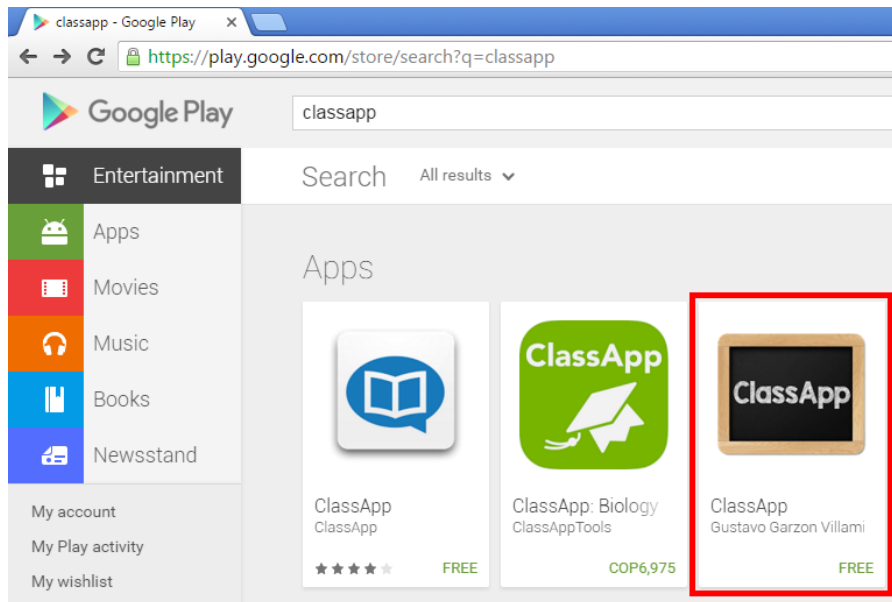 classapp - Google Play
https://play.google.com/store/search?q=classapp
Google Play
classapp
Entertainment
Search
All results
Apps
Movies
Music
Books
Newsstand
My account
My Play activity
My wishlist
Apps
ClassApp
ClassApp
FREE
ClassApp
ClassApp: Biology
ClassAppTools
COP6,975
ClassApp
ClassApp
Gustavo Garzon Villami
FREE